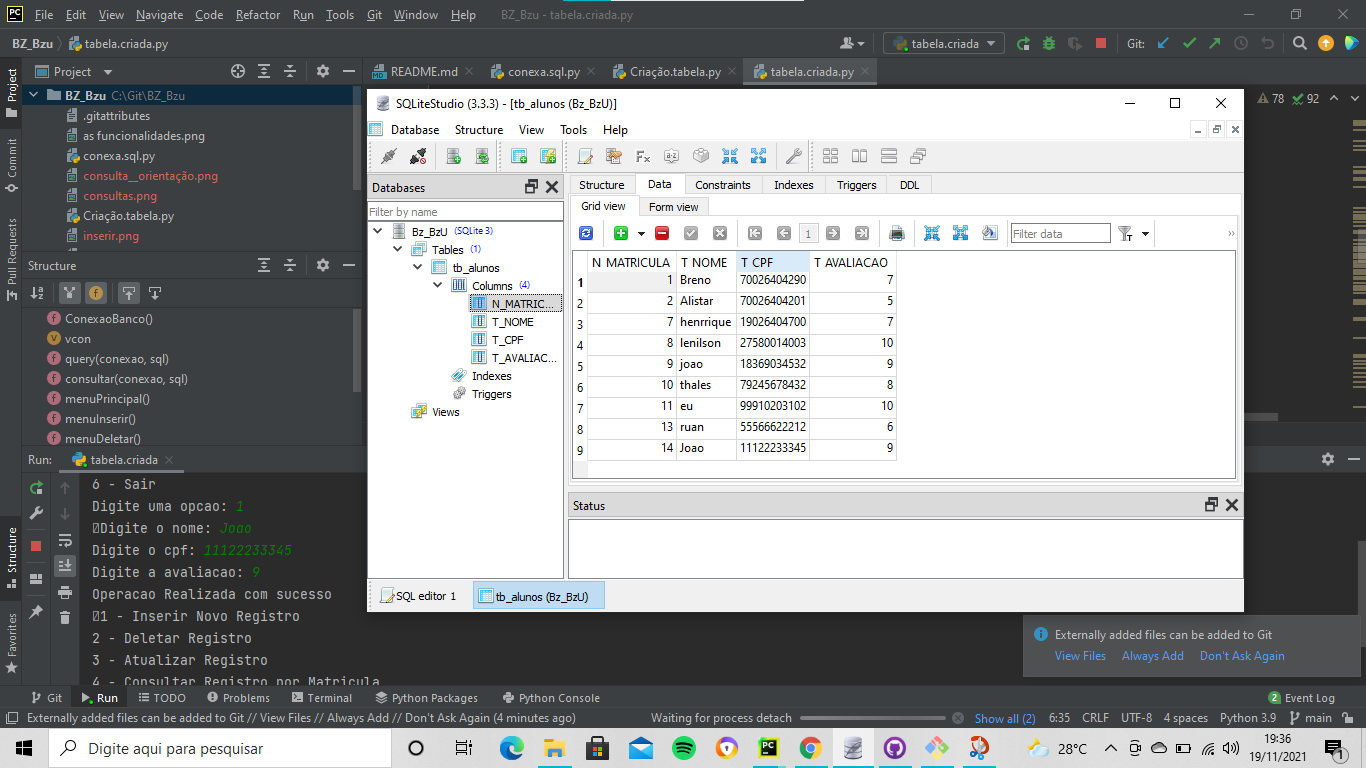 PC File Edit View Navigate Code Refactor Run Tools Git Window Help BZ_Bzu - tabela.criada.py
BZ_Bzu tabela.criada.py
tabela.criada Git:
Project
README.md conexa.sql.py Criação.tabela.py tabela.criada.py
BZ_Bzu C:\Git\BZ_Bzu
.gitattributes
as funcionalidades.png
conexa.sql.py
consulta__orientação.png
consultas.png
Criação.tabela.py
inserir.png
78 92
Project
Commit
Pull Requests
Structure
Favorites
Structure
ConexaoBanco()
vcon
query(conexao, sql)
consultar(conexao, sql)
menuPrincipal()
menuInserir()
menuDeletar()
SQLiteStudio (3.3.3) - [tb_alunos (Bz_BzU)]
Database Structure View Tools Help
Databases
Filter by name
Bz_BzU (SQLite 3)
Tables (1)
tb_alunos
Columns (4)
N_MATRIC...
T_NOME
T_CPF
T_AVALIAC...
Indexes
Triggers
Views
Structure Data Constraints Indexes Triggers DDL
Grid view Form view
1 Filter data
N_MATRICULA T_NOME T_CPF T_AVALIACAO
1 1 Breno 70026404290 7
2 2 Alistar 70026404201 5
3 7 henrrique 19026404700 7
4 8 lenilson 27580014003 10
5 9 joao 18369034532 9
6 10 thales 79245678432 8
7 11 eu 99910203102 10
8 13 ruan 55566622212 6
9 14 Joao 11122233345 9
Status
SQL editor 1 tb_alunos (Bz_BzU)
Run: tabela.criada
6 - Sair
Digite uma opcao: 1
Digite o nome: Joao
Digite o cpf: 11122233345
Digite a avaliacao: 9
Operacao Realizada com sucesso
1 - Inserir Novo Registro
2 - Deletar Registro
3 - Atualizar Registro
4 - Consultar Registro por Matricula
Externally added files can be added to Git
View Files Always Add Don't Ask Again
Git Run TODO Problems Terminal Python Packages Python Console 2 Event Log
Externally added files can be added to Git // View Files // Always Add // Don't Ask Again (4 minutes ago) Waiting for process detach Show all (2) 6:35 CRLF UTF-8 4 spaces Python 3.9 main
Digite aqui para pesquisar
28°C
19:36
19/11/2021
1